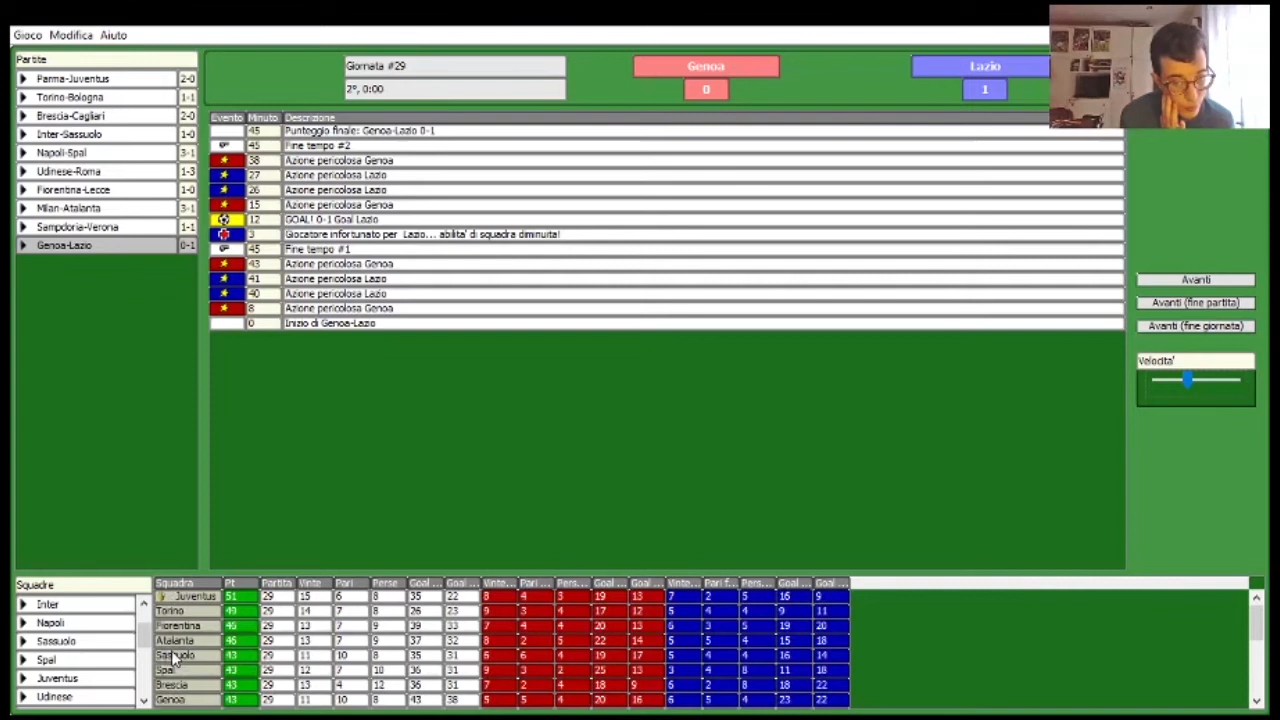 Gioco Modifica Aiuto
Partite
Parma-Juventus 2-0
Torino-Bologna 1-1
Brescia-Cagliari 2-0
Inter-Sassuolo 1-0
Napoli-Spal 3-1
Udinese-Roma 1-3
Fiorentina-Lecce 1-0
Milan-Atalanta 3-1
Sampdoria-Verona 1-1
Genoa-Lazio 0-1
Giornata #29
2°, 0:00
Genoa
0
Lazio
1
Evento Minuto Descrizione
45 Punteggio finale: Genoa-Lazio 0-1
45 Fine tempo #2
38 Azione pericolosa Genoa
27 Azione pericolosa Lazio
26 Azione pericolosa Lazio
15 Azione pericolosa Genoa
12 GOAL! 0-1 Goal Lazio
3 Giocatore infortunato per Lazio... abilita' di squadra diminuita!
45 Fine tempo #1
43 Azione pericolosa Genoa
41 Azione pericolosa Lazio
40 Azione pericolosa Lazio
8 Azione pericolosa Genoa
0 Inizio di Genoa-Lazio
Avanti
Avanti (fine partita)
Avanti (fine giornata)
Velocita'
Squadre
Inter
Napoli
Sassuolo
Spal
Juventus
Udinese
Squadra Pt Partita Vinte Pari Perse Goal ... Goal ... Vinte... Pari ... Pers... Goal ... Goal ... Vinte... Pari f... Pers... Goal ... Goal ...
Juventus 51 29 15 6 8 35 22 8 4 3 19 13 7 2 5 16 9
Torino 49 29 14 7 8 26 23 9 3 4 17 12 5 4 4 9 11
Fiorentina 46 29 13 7 9 39 33 7 4 4 20 13 6 3 5 19 20
Atalanta 46 29 13 7 9 37 32 8 2 5 22 14 5 5 4 15 18
Sassuolo 43 29 11 10 8 35 31 6 6 4 19 17 5 4 4 16 14
Spal 43 29 12 7 10 36 31 9 3 2 25 13 3 4 8 11 18
Brescia 43 29 13 4 12 36 31 7 2 4 18 9 6 2 8 18 22
Genoa 43 29 11 10 8 43 38 5 5 4 20 16 6 5 4 23 22